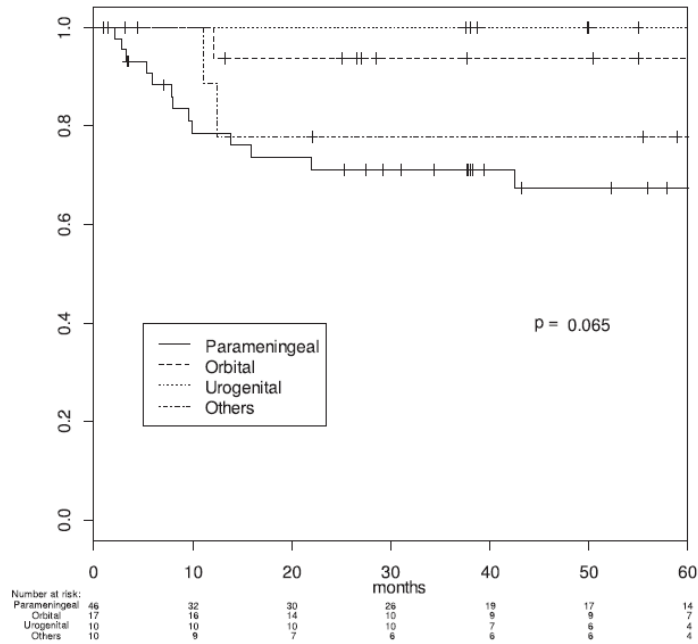 1.0
0.8
0.6
0.4
0.2
0.0
p = 0.065
Parameningeal
Orbital
Urogenital
Others
0 10 20 30 40 50 60
months
Number at risk:
Parameningeal 46 32 30 26 19 17 14
Orbital 17 16 14 10 9 9 7
Urogenital 10 10 10 10 7 6 4
Others 10 9 7 6 6 6 4